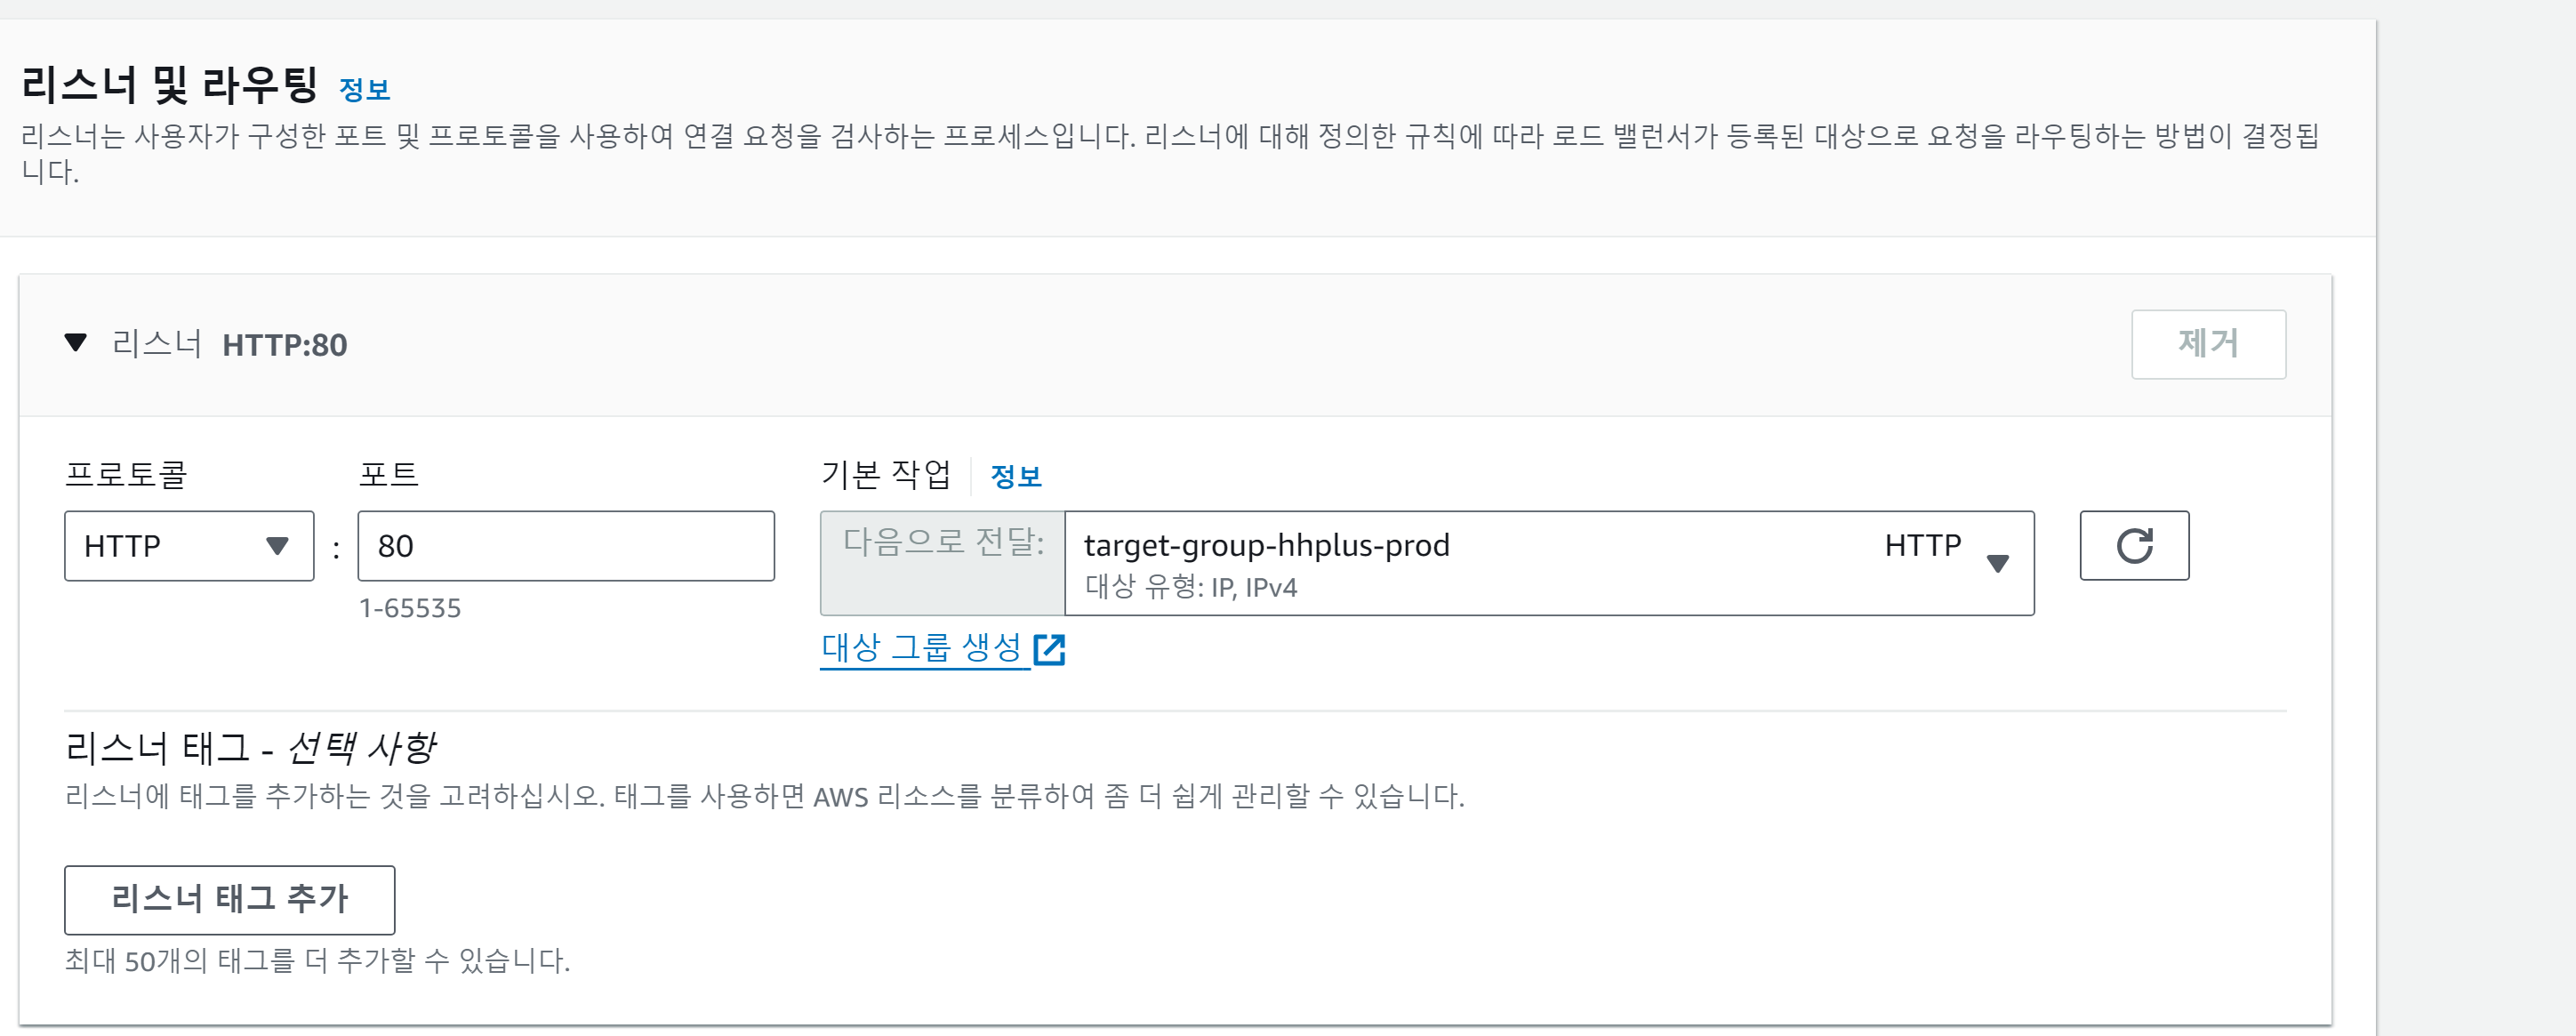 리스너 및 라우팅 정보
리스너는 사용자가 구성한 포트 및 프로토콜을 사용하여 연결 요청을 검사하는 프로세스입니다. 리스너에 대해 정의한 규칙에 따라 로드 밸런서가 등록된 대상으로 요청을 라우팅하는 방법이 결정됩
니다.
리스너 HTTP:80
제거
프로토콜 포트 기본 작업 정보
HTTP : 80 다음으로 전달: target-group-hhplus-prod HTTP
대상 유형: IP, IPv4
1-65535
대상 그룹 생성
리스너 태그 - 선택 사항
리스너에 태그를 추가하는 것을 고려하십시오. 태그를 사용하면 AWS 리소스를 분류하여 좀 더 쉽게 관리할 수 있습니다.
리스너 태그 추가
최대 50개의 태그를 더 추가할 수 있습니다.